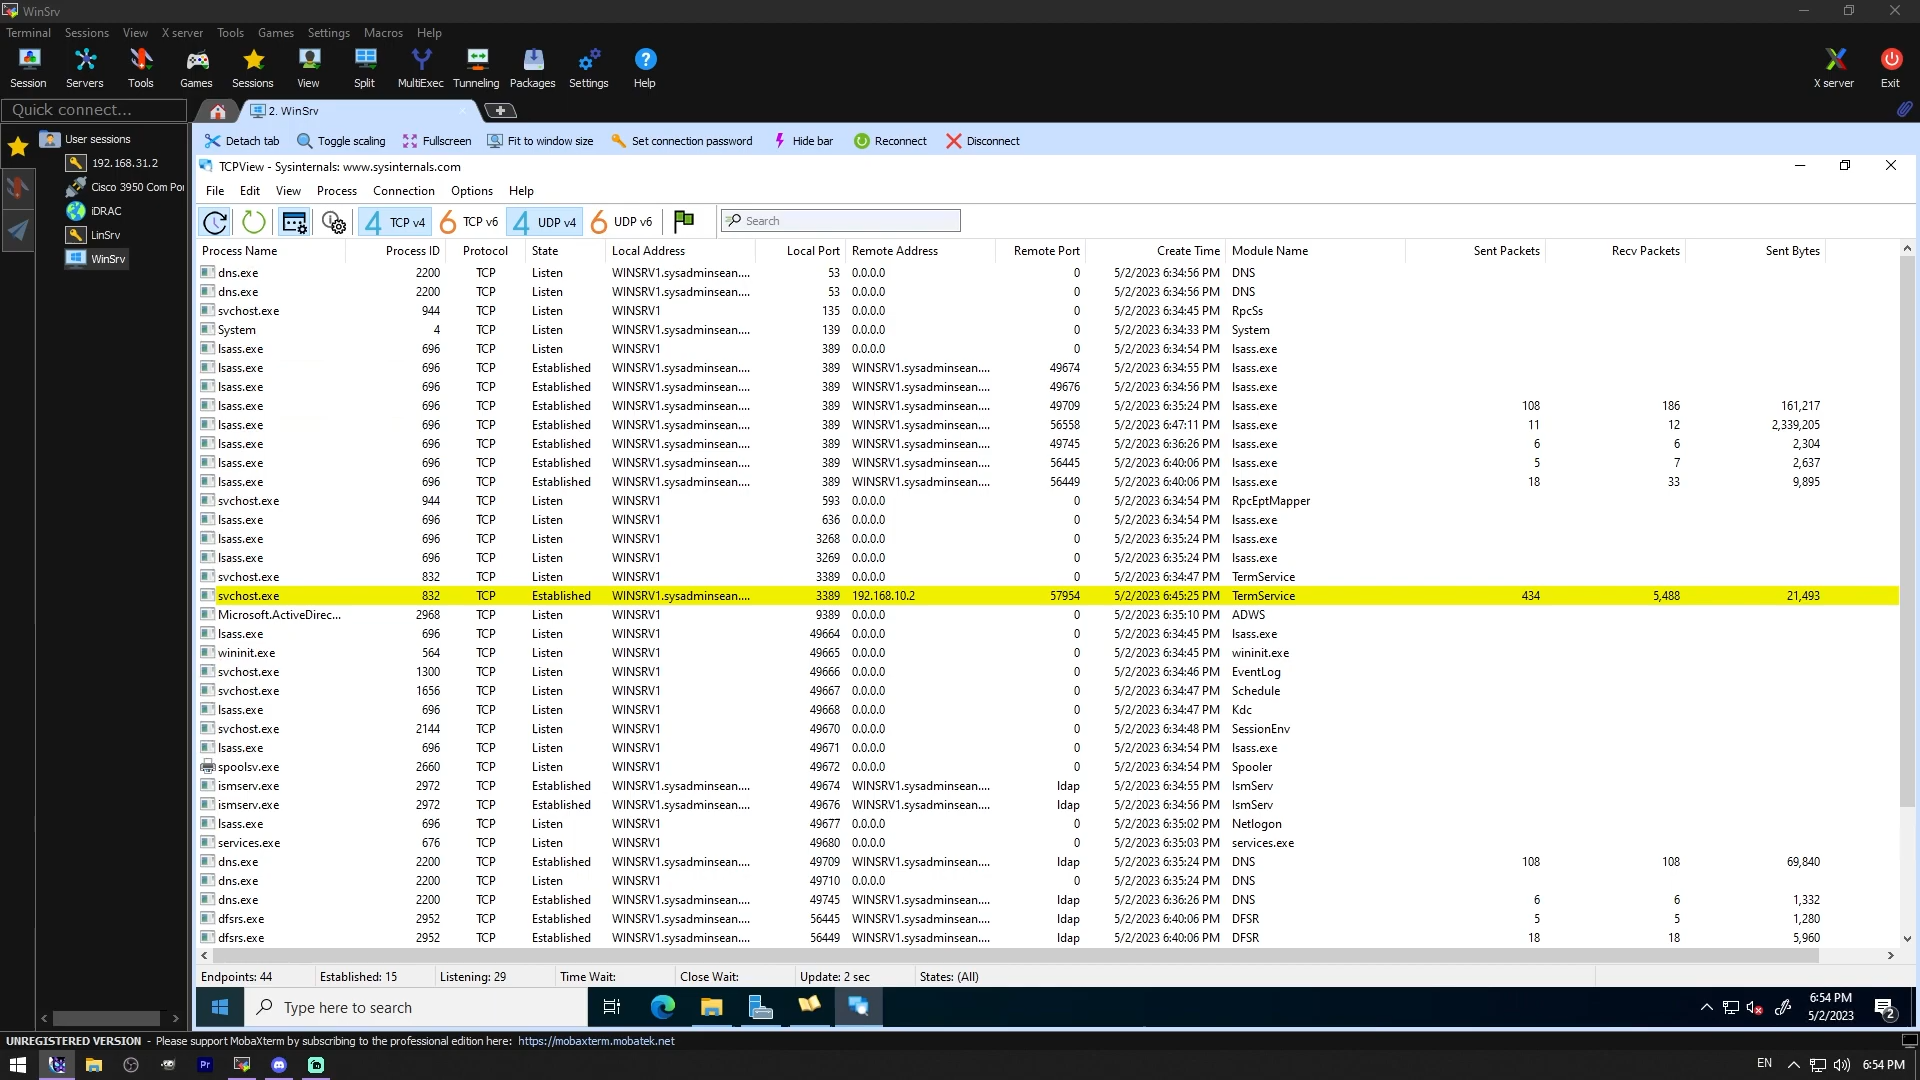 WinSrv
Terminal Sessions View X server Tools Games Settings Macros Help
Session Servers Tools Games Sessions View Split MultiExec Tunneling Packages Settings Help X server Exit
Quick connect... 2. WinSrv
User sessions
192.168.31.2
Cisco 3950 Com Por
iDRAC
LinSrv
WinSrv
Detach tab Toggle scaling Fullscreen Fit to window size Set connection password Hide bar Reconnect Disconnect
TCPView - Sysinternals: www.sysinternals.com
File Edit View Process Connection Options Help
4 TCP v4 6 TCP v6 4 UDP v4 6 UDP v6 Search
Process Name Process ID Protocol State Local Address Local Port Remote Address Remote Port Create Time Module Name Sent Packets Recv Packets Sent Bytes
dns.exe 2200 TCP Listen WINSRV1.sysadminsean.... 53 0.0.0.0 0 5/2/2023 6:34:56 PM DNS
dns.exe 2200 TCP Listen WINSRV1.sysadminsean.... 53 0.0.0.0 0 5/2/2023 6:34:56 PM DNS
svchost.exe 944 TCP Listen WINSRV1 135 0.0.0.0 0 5/2/2023 6:34:45 PM RpcSs
System 4 TCP Listen WINSRV1.sysadminsean.... 139 0.0.0.0 0 5/2/2023 6:34:33 PM System
lsass.exe 696 TCP Listen WINSRV1 389 0.0.0.0 0 5/2/2023 6:34:54 PM lsass.exe
lsass.exe 696 TCP Established WINSRV1.sysadminsean.... 389 WINSRV1.sysadminsean.... 49674 5/2/2023 6:34:55 PM lsass.exe
lsass.exe 696 TCP Established WINSRV1.sysadminsean.... 389 WINSRV1.sysadminsean.... 49676 5/2/2023 6:34:56 PM lsass.exe
lsass.exe 696 TCP Established WINSRV1.sysadminsean.... 389 WINSRV1.sysadminsean.... 49709 5/2/2023 6:35:24 PM lsass.exe 108 186 161,217
lsass.exe 696 TCP Established WINSRV1.sysadminsean.... 389 WINSRV1.sysadminsean.... 56558 5/2/2023 6:47:11 PM lsass.exe 11 12 2,339,205
lsass.exe 696 TCP Established WINSRV1.sysadminsean.... 389 WINSRV1.sysadminsean.... 49745 5/2/2023 6:36:26 PM lsass.exe 6 6 2,304
lsass.exe 696 TCP Established WINSRV1.sysadminsean.... 389 WINSRV1.sysadminsean.... 56445 5/2/2023 6:40:06 PM lsass.exe 5 7 2,637
lsass.exe 696 TCP Established WINSRV1.sysadminsean.... 389 WINSRV1.sysadminsean.... 56449 5/2/2023 6:40:06 PM lsass.exe 18 33 9,895
svchost.exe 944 TCP Listen WINSRV1 593 0.0.0.0 0 5/2/2023 6:34:54 PM RpcEptMapper
lsass.exe 696 TCP Listen WINSRV1 636 0.0.0.0 0 5/2/2023 6:34:54 PM lsass.exe
lsass.exe 696 TCP Listen WINSRV1 3268 0.0.0.0 0 5/2/2023 6:35:24 PM lsass.exe
lsass.exe 696 TCP Listen WINSRV1 3269 0.0.0.0 0 5/2/2023 6:35:24 PM lsass.exe
svchost.exe 832 TCP Listen WINSRV1 3389 0.0.0.0 0 5/2/2023 6:34:47 PM TermService
svchost.exe 832 TCP Established WINSRV1.sysadminsean.... 3389 192.168.10.2 57954 5/2/2023 6:45:25 PM TermService 434 5,488 21,493
Microsoft.ActiveDirec... 2968 TCP Listen WINSRV1 9389 0.0.0.0 0 5/2/2023 6:35:10 PM ADWS
lsass.exe 696 TCP Listen WINSRV1 49664 0.0.0.0 0 5/2/2023 6:34:45 PM lsass.exe
wininit.exe 564 TCP Listen WINSRV1 49665 0.0.0.0 0 5/2/2023 6:34:45 PM wininit.exe
svchost.exe 1300 TCP Listen WINSRV1 49666 0.0.0.0 0 5/2/2023 6:34:46 PM EventLog
svchost.exe 1656 TCP Listen WINSRV1 49667 0.0.0.0 0 5/2/2023 6:34:47 PM Schedule
lsass.exe 696 TCP Listen WINSRV1 49668 0.0.0.0 0 5/2/2023 6:34:47 PM Kdc
svchost.exe 2144 TCP Listen WINSRV1 49670 0.0.0.0 0 5/2/2023 6:34:48 PM SessionEnv
lsass.exe 696 TCP Listen WINSRV1 49671 0.0.0.0 0 5/2/2023 6:34:54 PM lsass.exe
spoolsv.exe 2660 TCP Listen WINSRV1 49672 0.0.0.0 0 5/2/2023 6:34:54 PM Spooler
ismserv.exe 2972 TCP Established WINSRV1.sysadminsean.... 49674 WINSRV1.sysadminsean.... ldap 5/2/2023 6:34:55 PM IsmServ
ismserv.exe 2972 TCP Established WINSRV1.sysadminsean.... 49676 WINSRV1.sysadminsean.... ldap 5/2/2023 6:34:56 PM IsmServ
lsass.exe 696 TCP Listen WINSRV1 49677 0.0.0.0 0 5/2/2023 6:35:02 PM Netlogon
services.exe 676 TCP Listen WINSRV1 49680 0.0.0.0 0 5/2/2023 6:35:03 PM services.exe
dns.exe 2200 TCP Established WINSRV1.sysadminsean.... 49709 WINSRV1.sysadminsean.... ldap 5/2/2023 6:35:24 PM DNS 108 108 69,840
dns.exe 2200 TCP Listen WINSRV1 49710 0.0.0.0 0 5/2/2023 6:35:24 PM DNS
dns.exe 2200 TCP Established WINSRV1.sysadminsean.... 49745 WINSRV1.sysadminsean.... ldap 5/2/2023 6:36:26 PM DNS 6 6 1,332
dfsrs.exe 2952 TCP Established WINSRV1.sysadminsean.... 56445 WINSRV1.sysadminsean.... ldap 5/2/2023 6:40:06 PM DFSR 5 5 1,280
dfsrs.exe 2952 TCP Established WINSRV1.sysadminsean.... 56449 WINSRV1.sysadminsean.... ldap 5/2/2023 6:40:06 PM DFSR 18 18 5,960
Endpoints: 44 Established: 15 Listening: 29 Time Wait: Close Wait: Update: 2 sec States: (All)
Type here to search 6:54 PM
5/2/2023 2
UNREGISTERED VERSION - Please support MobaXterm by subscribing to the professional edition here: https://mobaxterm.mobatek.net
Pr EN 6:54 PM